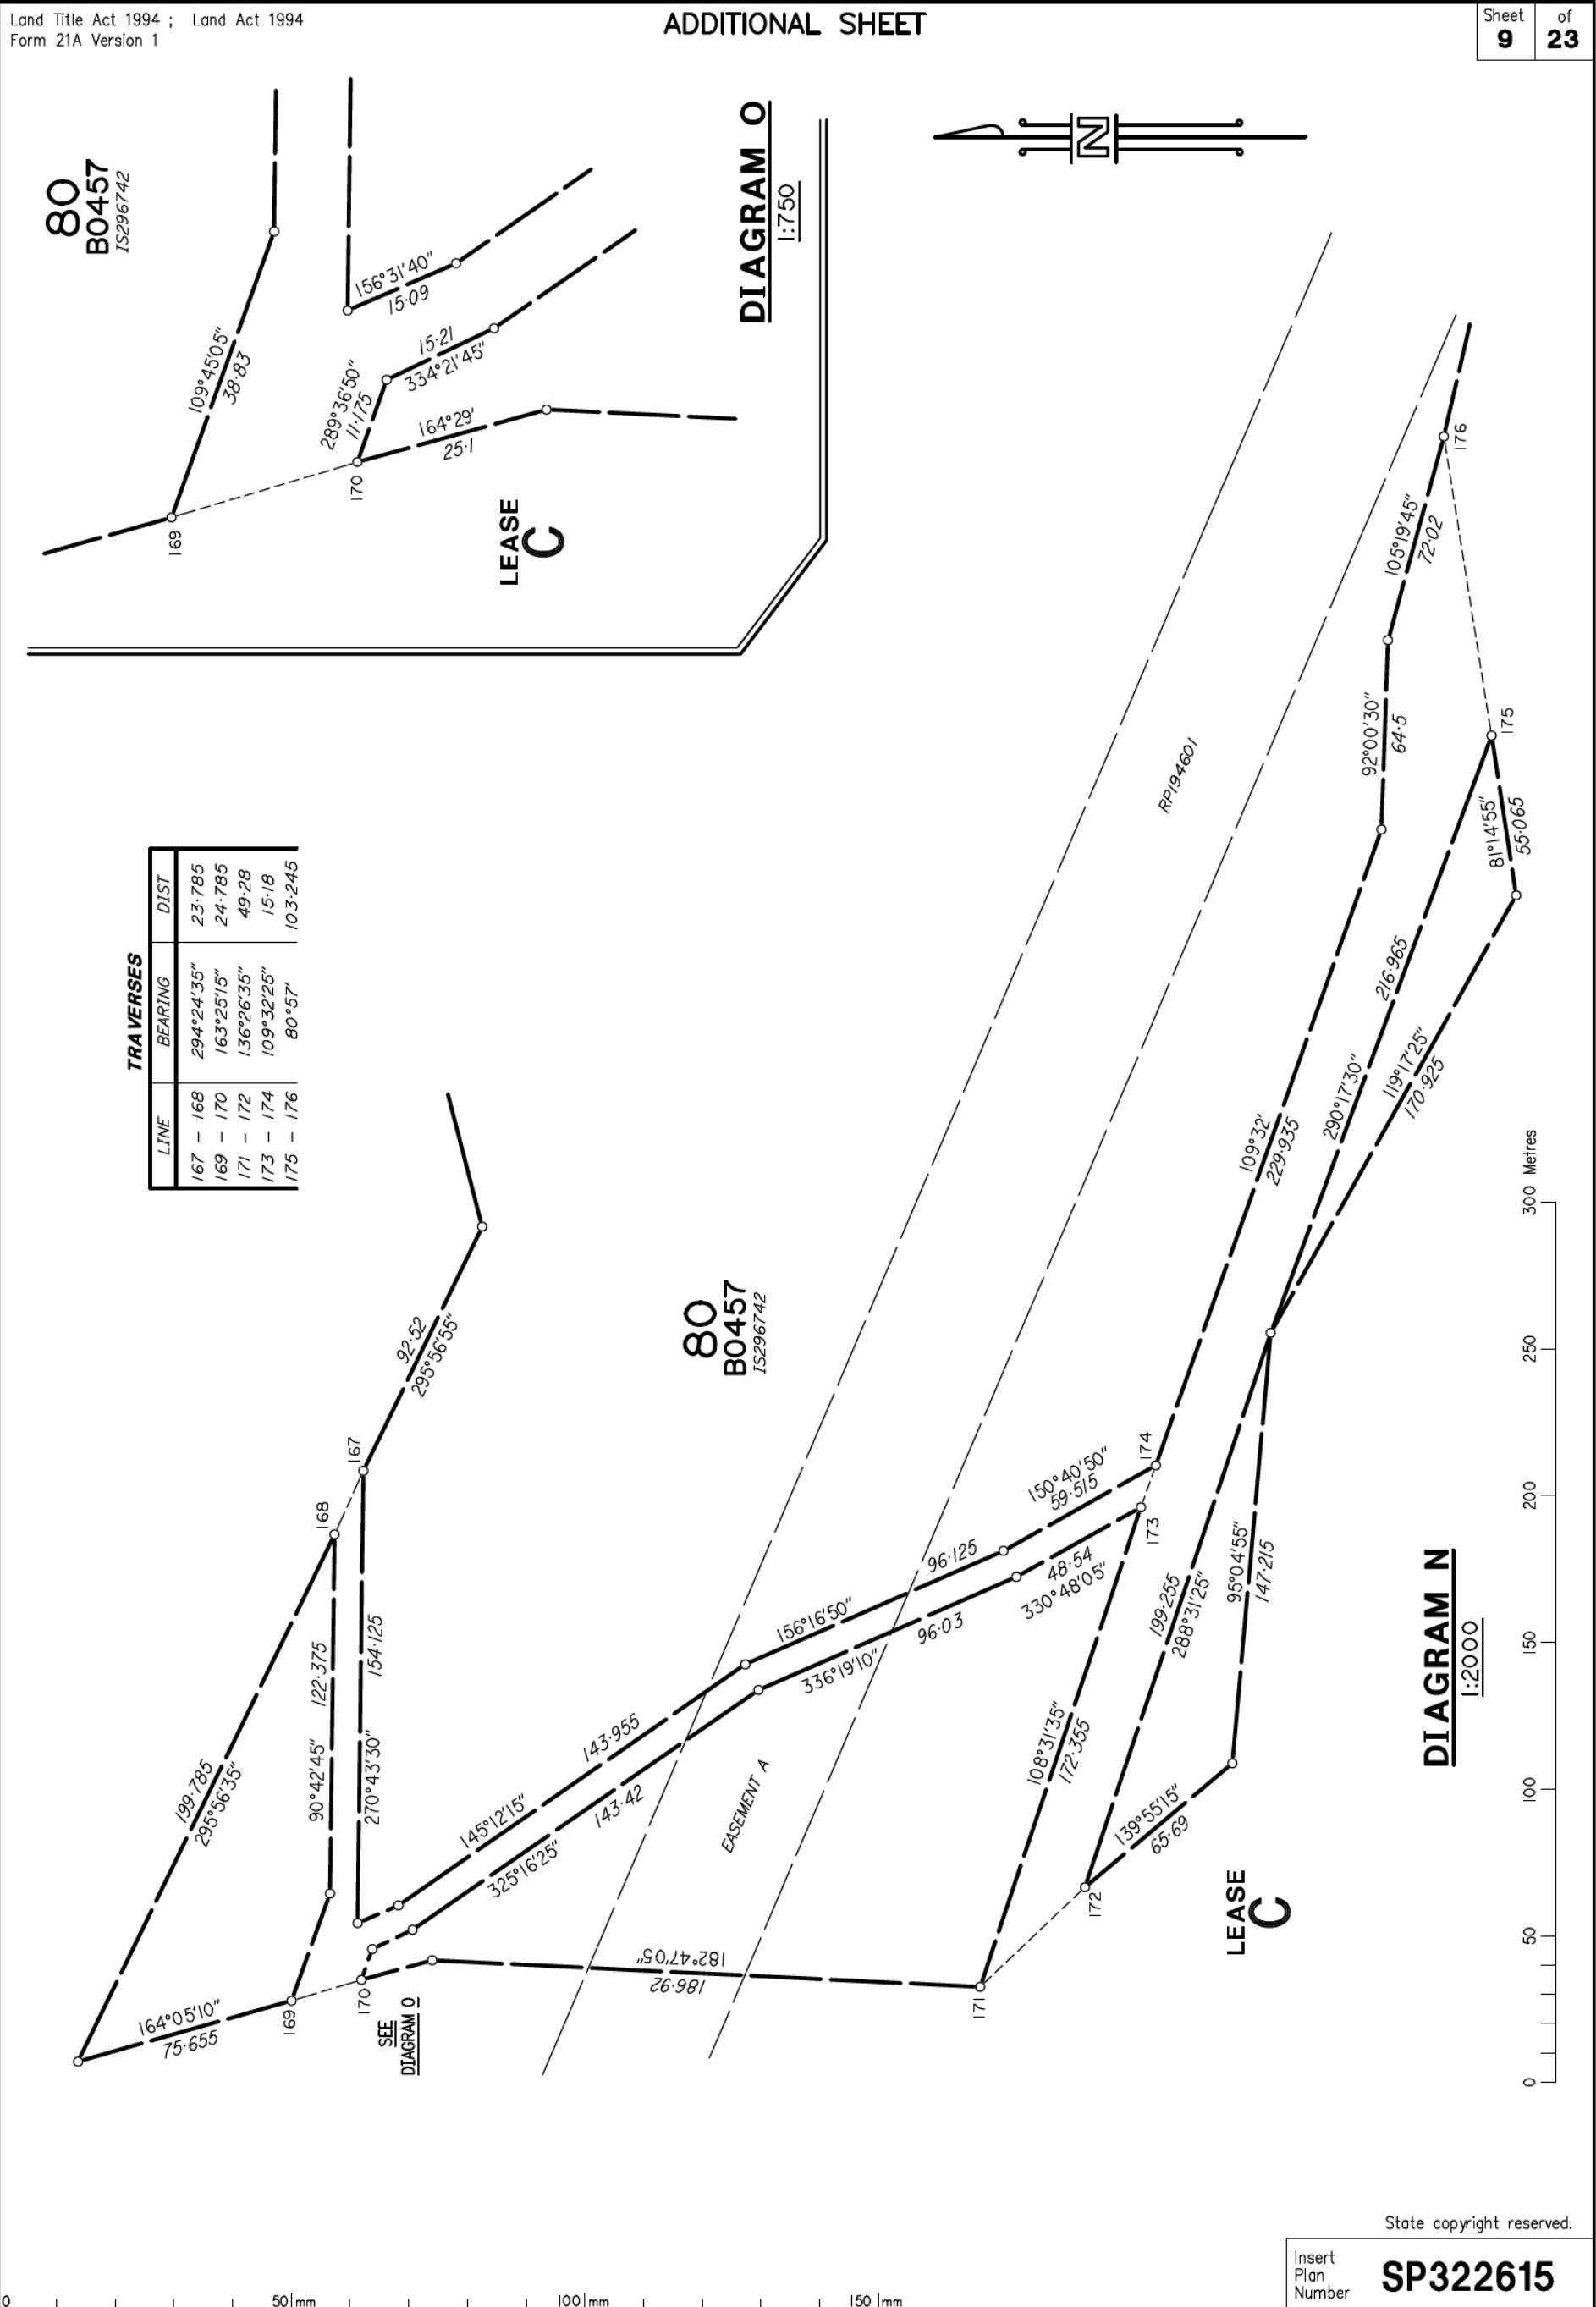 Land Title Act 1994 ; Land Act 1994
Form 21A Version 1
ADDITIONAL SHEET
Sheet
9
of
23
80
B0457
IS296742
109°45'05"
38·83
156°31'40"
15·09
15·21
334°21'45"
289°36'50"
11·175
164°29'
25·1
169
170
LEASE
C
DIAGRAM O
1:750
N
TRAVERSES
LINE BEARING DIST
167 – 168 294°24'35" 23·785
169 – 170 163°25'15" 24·785
171 – 172 136°26'35" 49·28
173 – 174 109°32'25" 15·18
175 – 176 80°57' 103·245
199·785
295°56'35"
168
167
92·52
295°56'55"
90°42'45" 122·375
270°43'30" 154·125
164°05'10"
75·655
169
170
SEE
DIAGRAM O
145°12'15" 143·955
325°16'25" 143·42
156°16'50" 96·125
336°19'10" 96·03
150°40'50"
59·515
48·54
330°48'05"
174
173
80
B0457
IS296742
EASEMENT A
RP194601
182°47'05"
186·92
171
108°31'35"
172·355
172
199·255
288°31'25"
139°55'15"
65·69
95°04'55"
147·215
109°32'
229·935
290°17'30" 216·965
119°17'25"
170·925
92°00'30"
64·5
105°19'45"
72·02
176
175
81°14'55"
55·065
LEASE
C
DIAGRAM N
1:2000
0 50 100 150 200 250 300 Metres
State copyright reserved.
Insert
Plan
Number
SP322615
0 50 mm 100 mm 150 mm